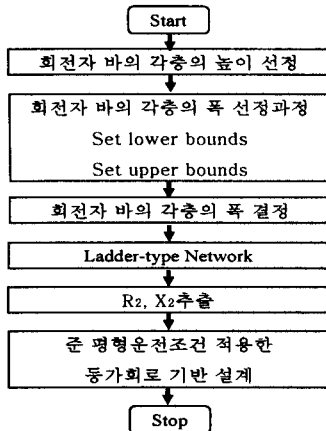 Start
회전자 바의 각층의 높이 선정
회전자 바의 각층의 폭 선정과정
Set lower bounds
Set upper bounds
회전자 바의 각층의 폭 결정
Ladder-type Network
R2, X2추출
준 평형운전조건 적용한
등가회로 기반 설계
Stop